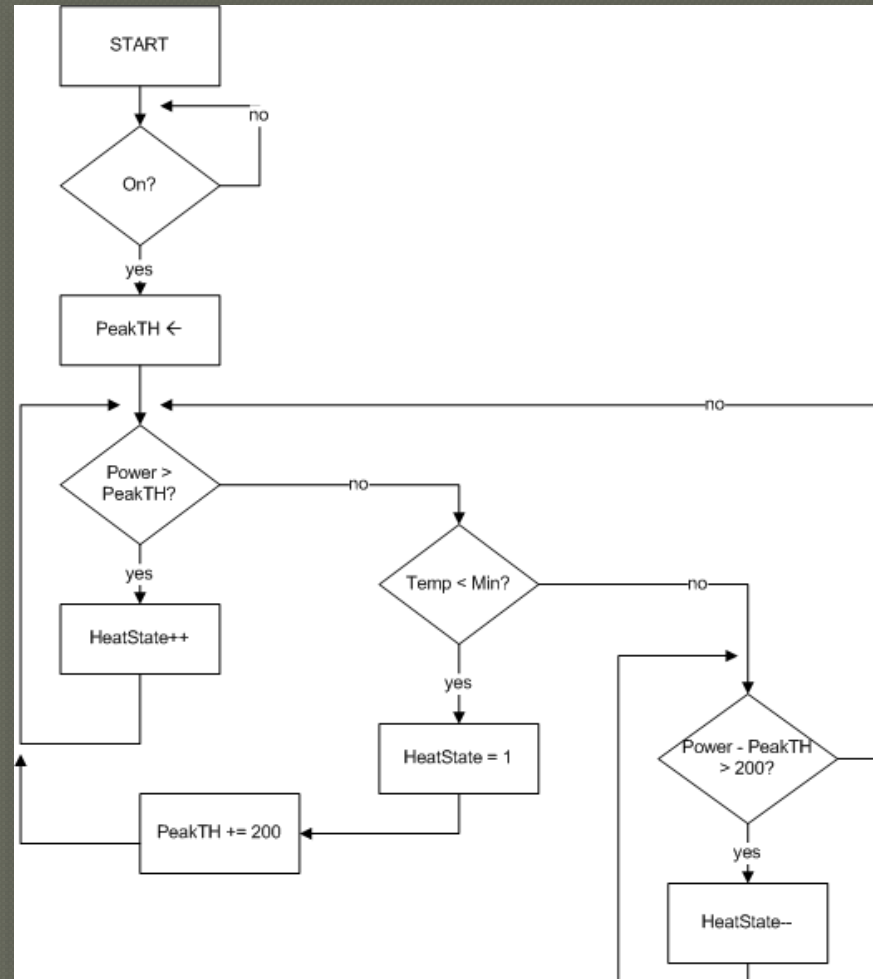 START
no
On?
yes
PeakTH ←
no
Power >
PeakTH?
no
yes
Temp < Min?
no
HeatState++
yes
HeatState = 1
Power - PeakTH
> 200?
PeakTH += 200
yes
HeatState--